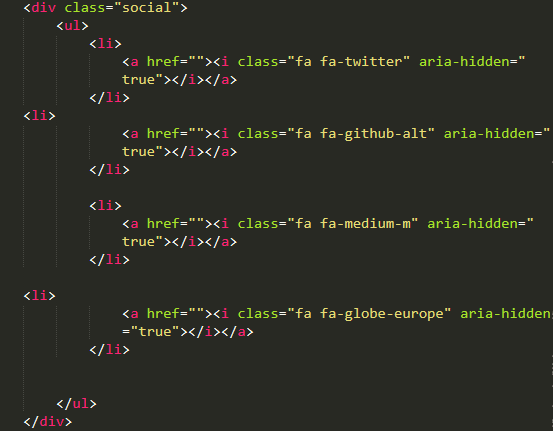 <div class="social">
<ul>
<li>
<a href=""><i class="fa fa-twitter" aria-hidden="
true"></i></a>
</li>
<li>
<a href=""><i class="fa fa-github-alt" aria-hidden="
true"></i></a>
</li>
<li>
<a href=""><i class="fa fa-medium-m" aria-hidden="
true"></i></a>
</li>
<li>
<a href=""><i class="fa fa-globe-europe" aria-hidden
="true"></i></a>
</li>
</ul>
</div>